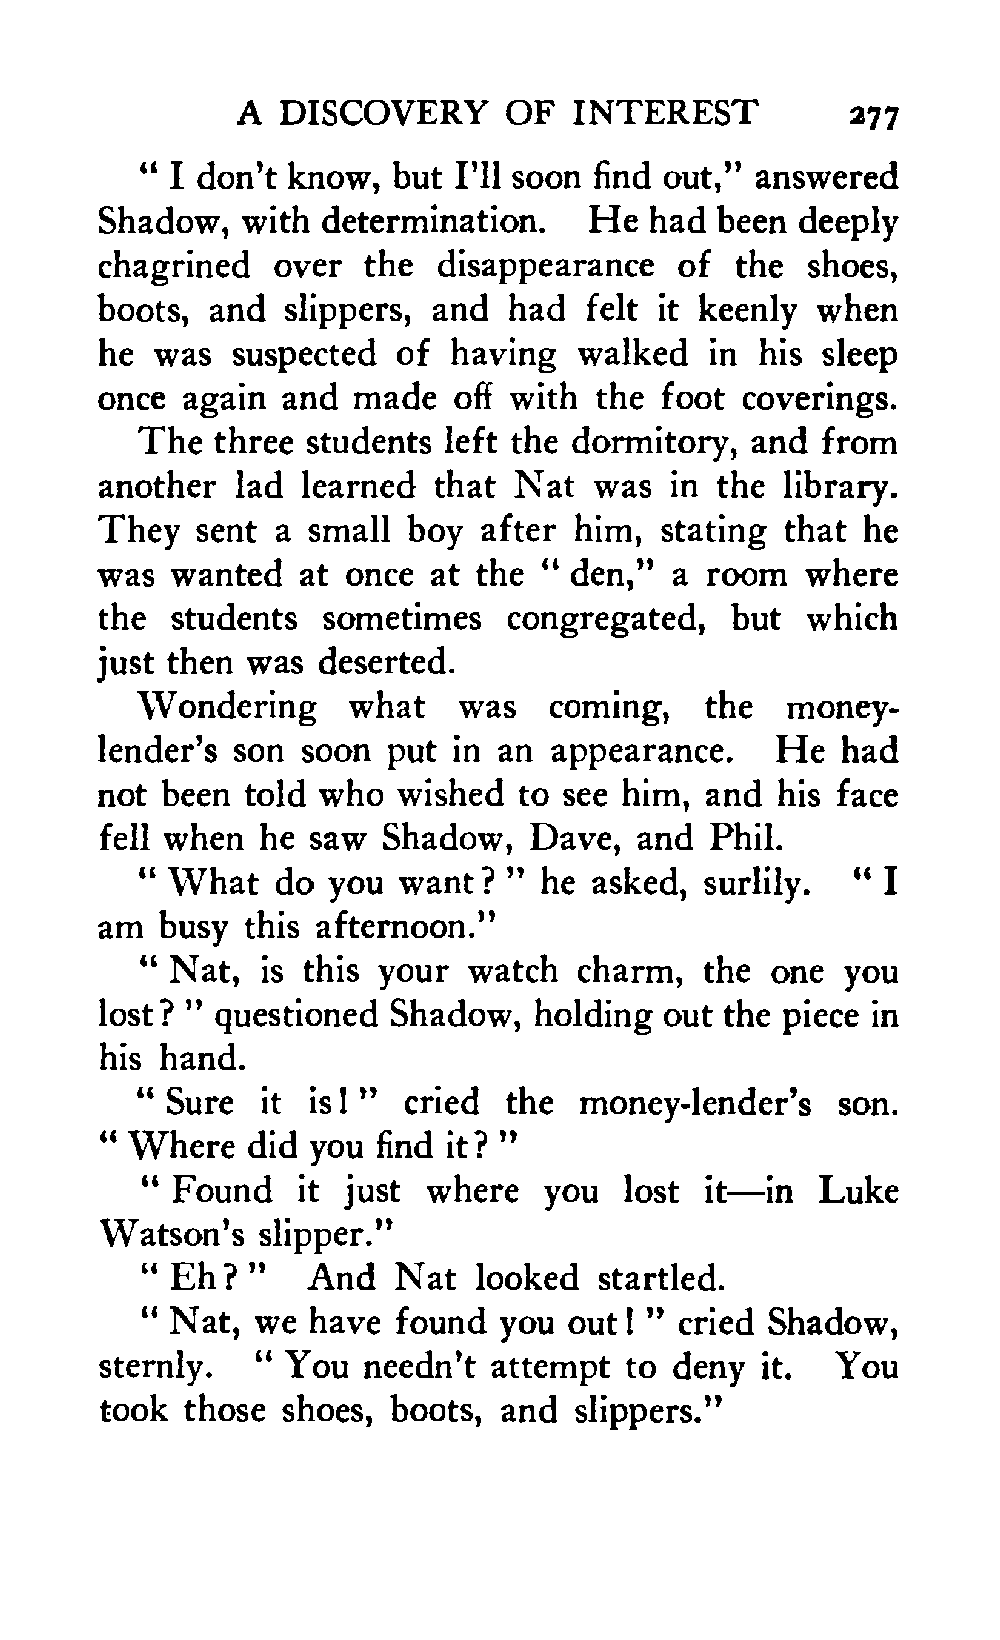 A DISCOVERY OF INTEREST 277
" I don't know, but I'll soon find out," answered
Shadow, with determination. He had been deeply
chagrined over the disappearance of the shoes,
boots, and slippers, and had felt it keenly when
he was suspected of having walked in his sleep
once again and made off with the foot coverings.
The three students left the dormitory, and from
another lad learned that Nat was in the library.
They sent a small boy after him, stating that he
was wanted at once at the " den," a room where
the students sometimes congregated, but which
just then was deserted.
Wondering what was coming, the money-
lender's son soon put in an appearance. He had
not been told who wished to see him, and his face
fell when he saw Shadow, Dave, and Phil.
" What do you want? " he asked, surlily. " I
am busy this afternoon."
" Nat, is this your watch charm, the one you
lost? " questioned Shadow, holding out the piece in
his hand.
" Sure it is! " cried the money-lender's son.
" Where did you find it? "
" Found it just where you lost it—in Luke
Watson's slipper."
" Eh? " And Nat looked startled.
" Nat, we have found you out! " cried Shadow,
sternly. " You needn't attempt to deny it. You
took those shoes, boots, and slippers."